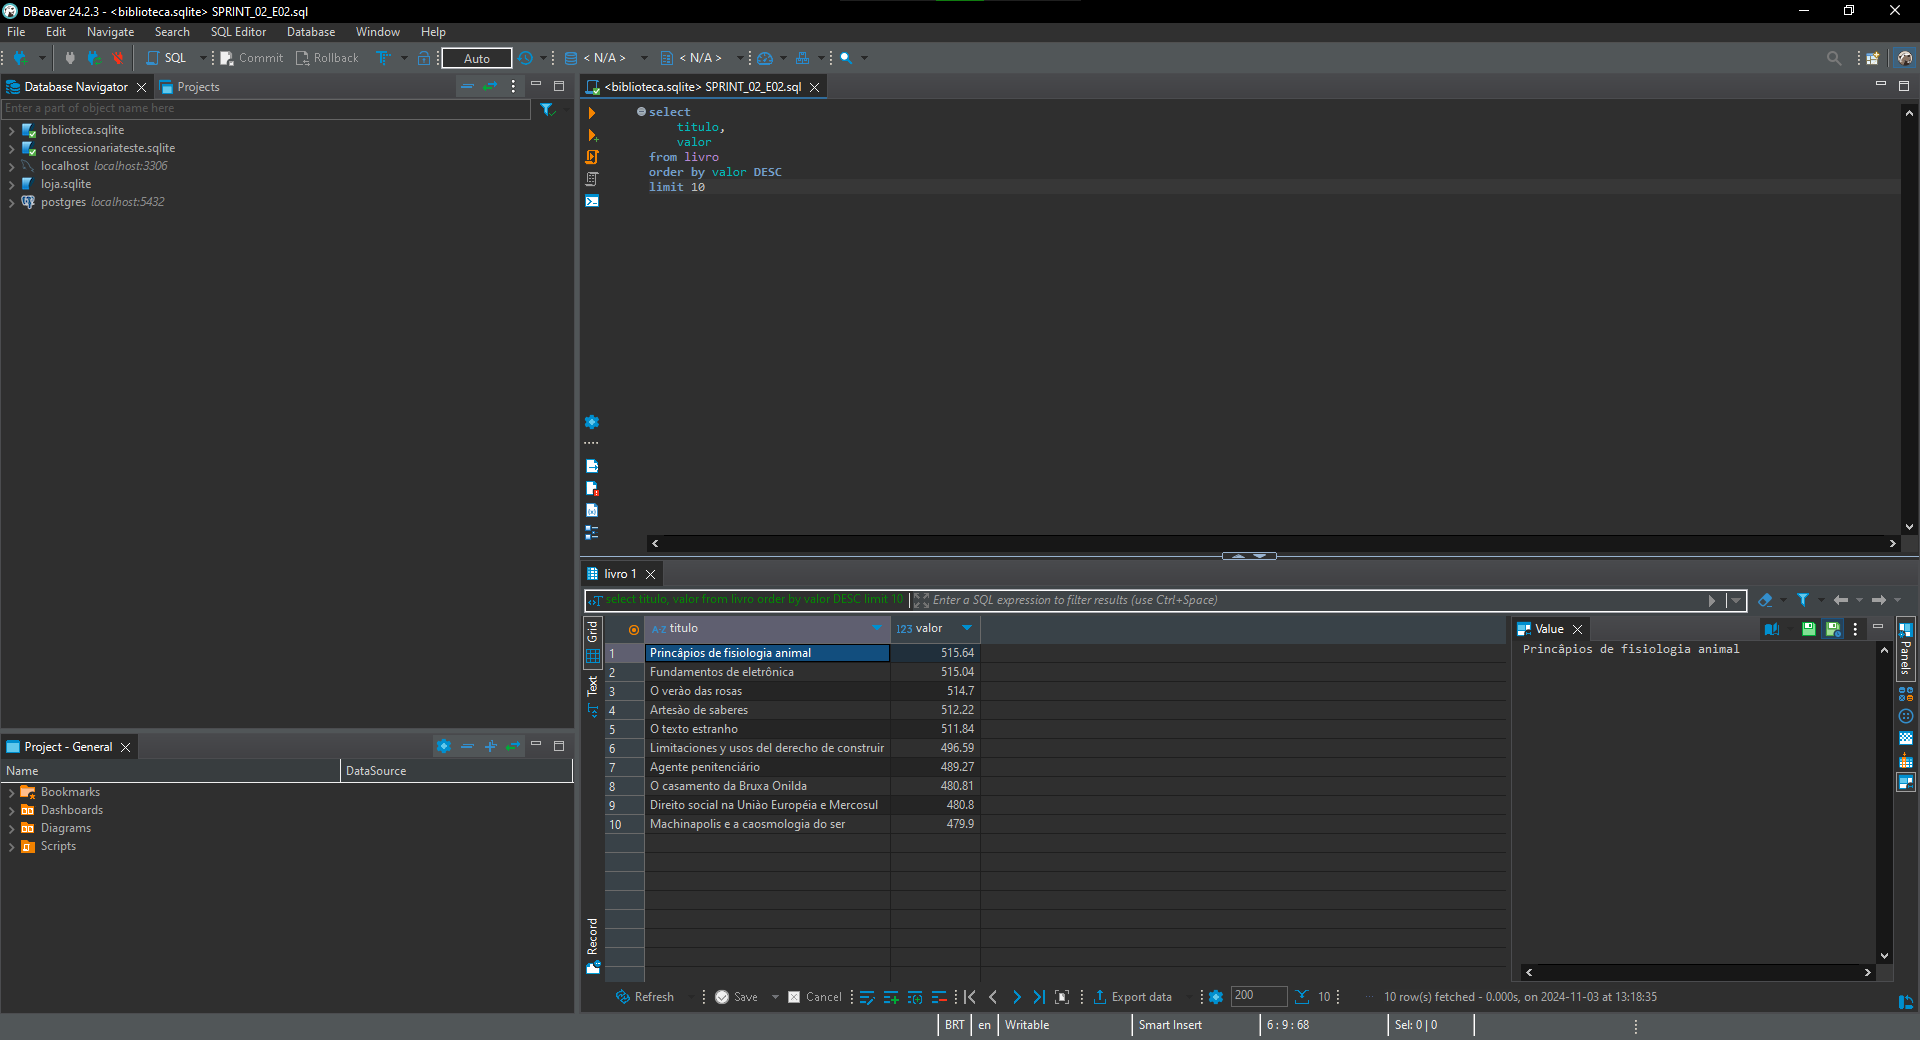 DBeaver 24.2.3 - <biblioteca.sqlite> SPRINT_02_E02.sql
File Edit Navigate Search SQL Editor Database Window Help
SQL Commit Rollback Auto < N/A > < N/A >
Database Navigator Projects
Enter a part of object name here
biblioteca.sqlite
concessionariateste.sqlite
localhost localhost:3306
loja.sqlite
postgres localhost:5432
Project - General
Name DataSource
Bookmarks
Dashboards
Diagrams
Scripts
<biblioteca.sqlite> SPRINT_02_E02.sql
select
titulo,
valor
from livro
order by valor DESC
limit 10
livro 1
select titulo, valor from livro order by valor DESC limit 10 Enter a SQL expression to filter results (use Ctrl+Space)
Grid
Text
Record
A-Z titulo 123 valor
1 Princâpios de fisiologia animal 515.64
2 Fundamentos de eletrônica 515.04
3 O verào das rosas 514.7
4 Artesào de saberes 512.22
5 O texto estranho 511.84
6 Limitaciones y usos del derecho de construir 496.59
7 Agente penitenciário 489.27
8 O casamento da Bruxa Onilda 480.81
9 Direito social na Uniào Européia e Mercosul 480.8
10 Machinapolis e a caosmologia do ser 479.9
Value
Princâpios de fisiologia animal
Panels
Refresh Save Cancel Export data 200 10 10 row(s) fetched - 0.000s, on 2024-11-03 at 13:18:35
BRT en Writable Smart Insert 6 : 9 : 68 Sel: 0 | 0